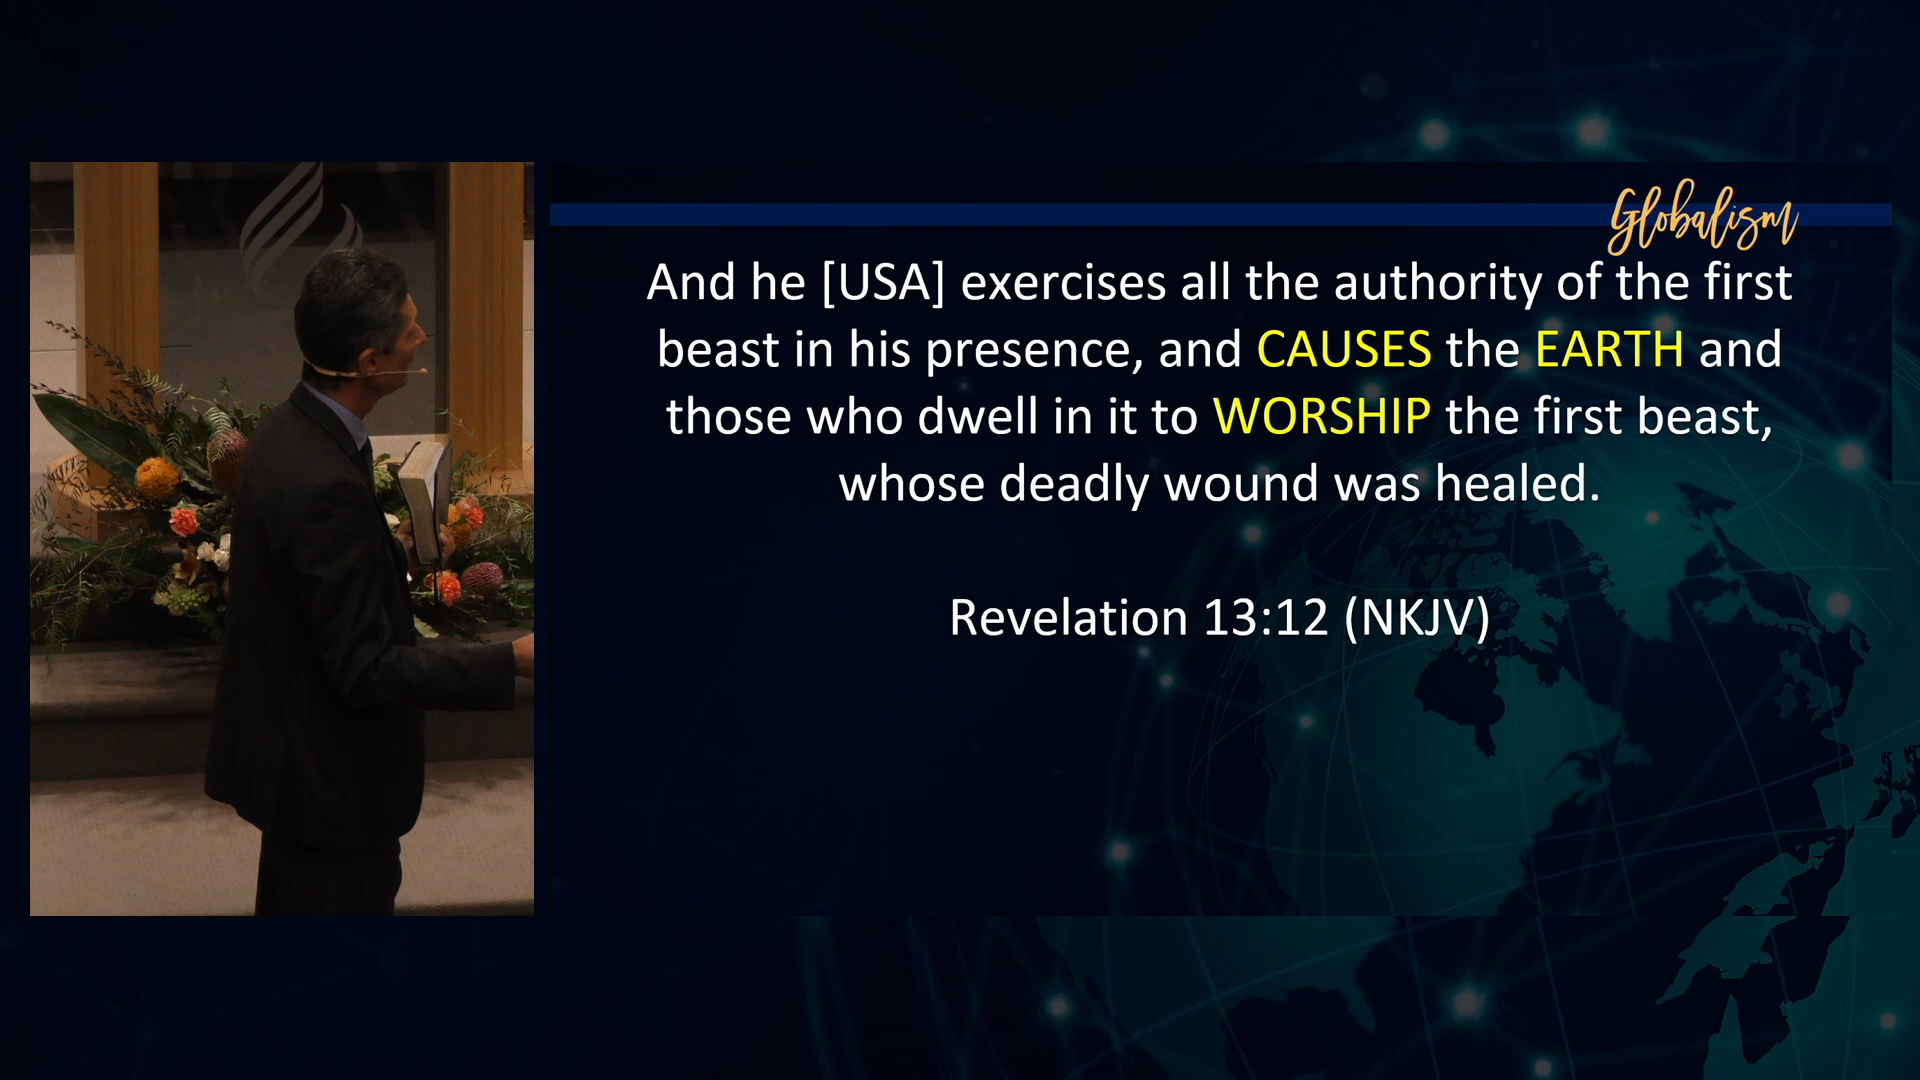 Globalism
And he [USA] exercises all the authority of the first
beast in his presence, and CAUSES the EARTH and
those who dwell in it to WORSHIP the first beast,
whose deadly wound was healed.
Revelation 13:12 (NKJV)